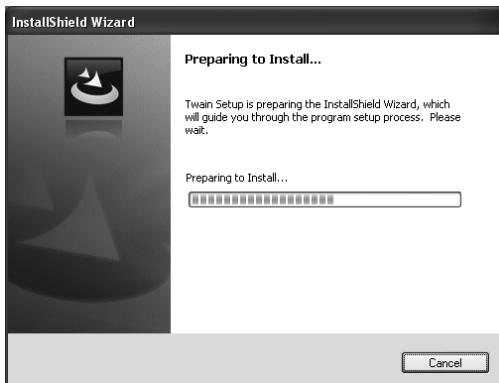 InstallShield Wizard
Preparing to Install...
Twain Setup is preparing the InstallShield Wizard, which
will guide you through the program setup process.  Please
wait.
Preparing to Install...
Cancel